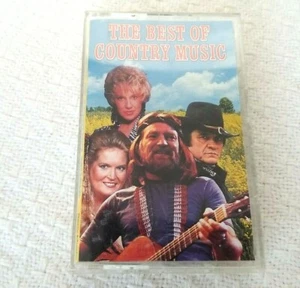 THE BEST OF
COUNTRY MUSIC